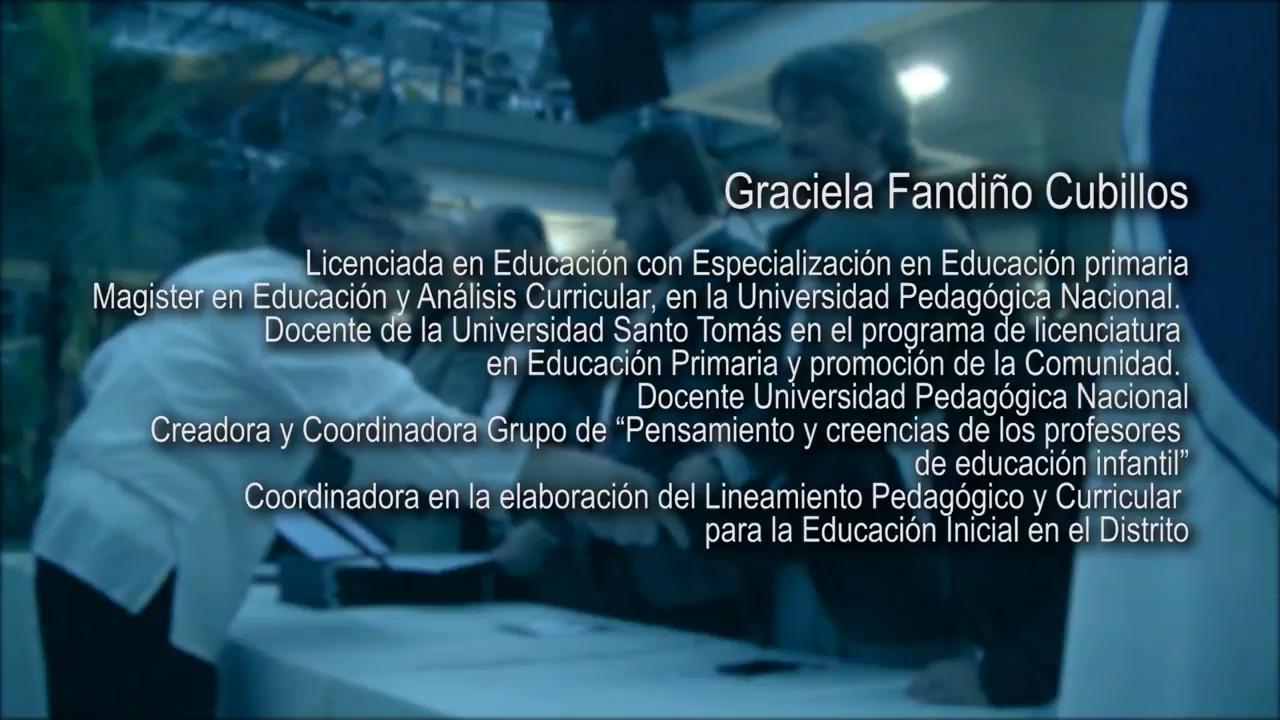 Graciela Fandiño Cubillos
Licenciada en Educación con Especialización en Educación primaria
Magister en Educación y Análisis Curricular, en la Universidad Pedagógica Nacional.
Docente de la Universidad Santo Tomás en el programa de licenciatura
en Educación Primaria y promoción de la Comunidad.
Docente Universidad Pedagógica Nacional
Creadora y Coordinadora Grupo de “Pensamiento y creencias de los profesores
de educación infantil”
Coordinadora en la elaboración del Lineamiento Pedagógico y Curricular
para la Educación Inicial en el Distrito